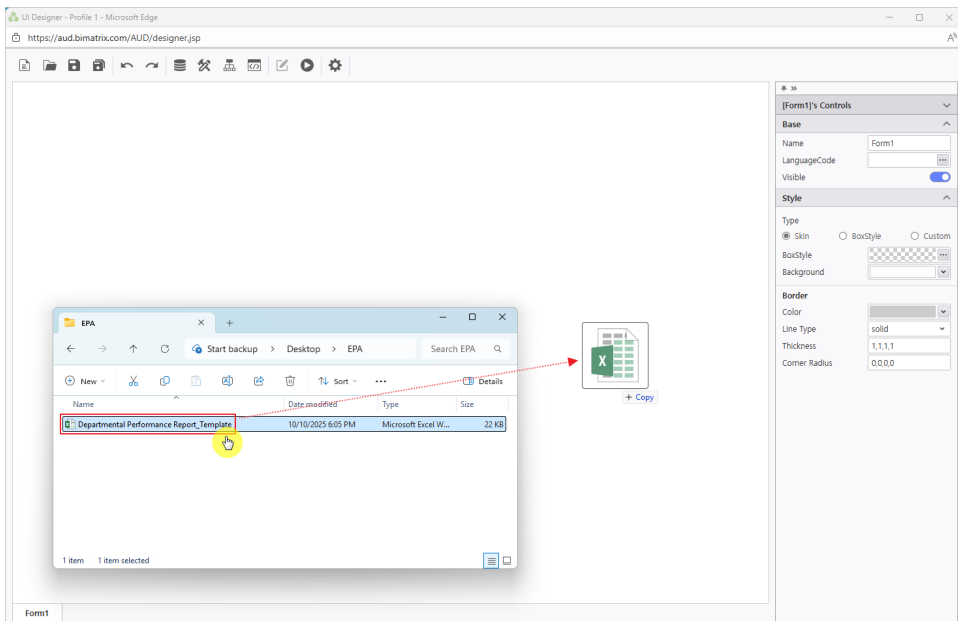 UI Designer - Profile 1 - Microsoft Edge
https://aud.bimatrix.com/AUD/designer.jsp
[Form1]'s Controls
Base
Name Form1
LanguageCode
Visible
Style
Type
Skin BoxStyle Custom
BoxStyle
Background
Border
Color
Line Type solid
Thickness 1,1,1,1
Corner Radius 0,0,0,0
EPA
Start backup > Desktop > EPA Search EPA
New Sort Details
Name Date modified Type Size
Departmental Performance Report_Template 10/10/2025 6:05 PM Microsoft Excel W... 22 KB
1 item 1 item selected
X
+ Copy
Form1